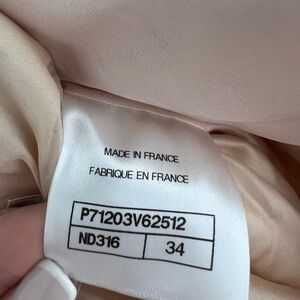 MADE IN FRANCE
FABRIQUE EN FRANCE
P71203V62512
ND316 34